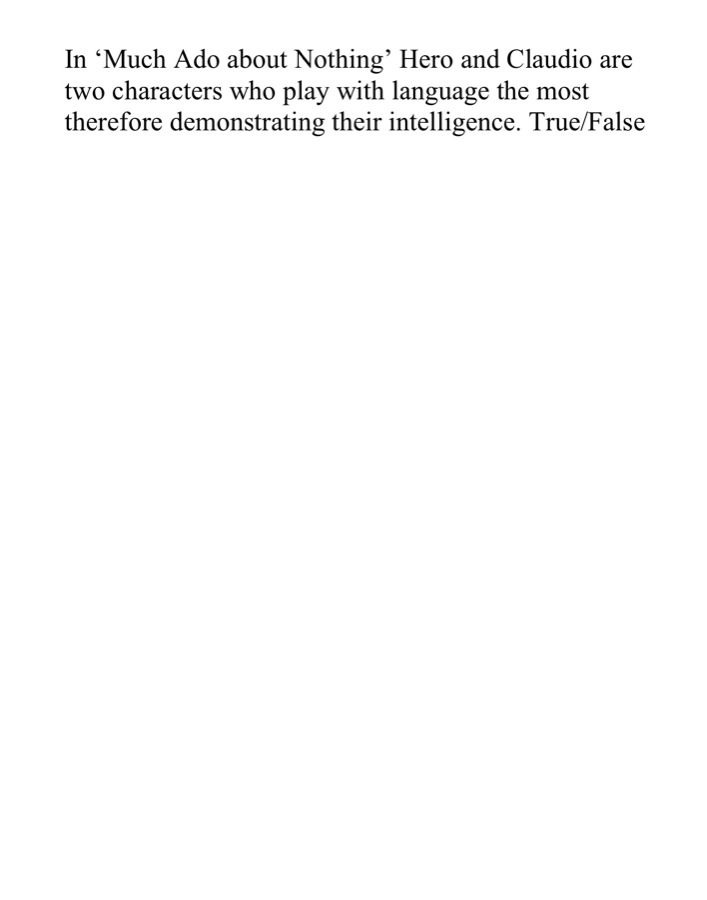 In ‘Much Ado about Nothing’ Hero and Claudio are
two characters who play with language the most
therefore demonstrating their intelligence. True/False